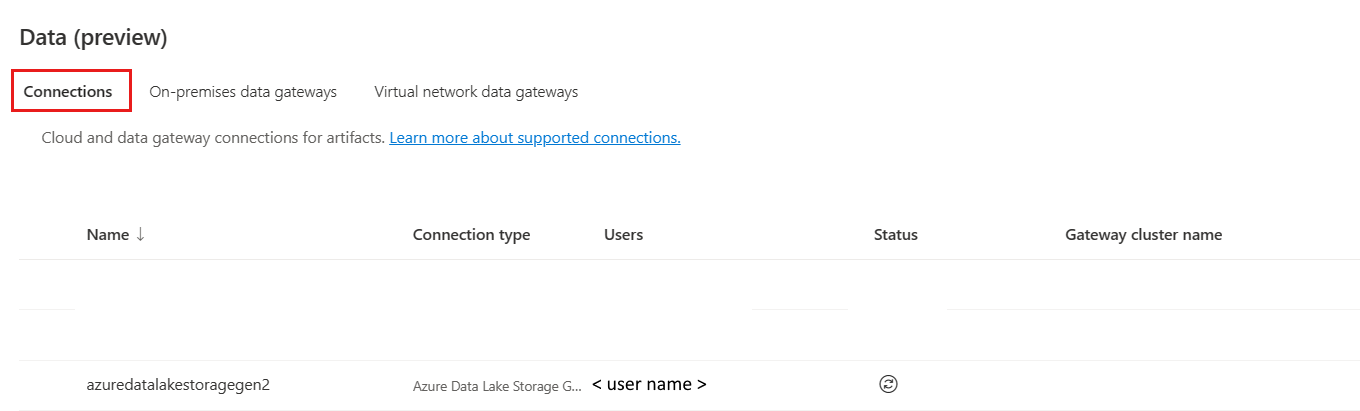 Data (preview)
Connections On-premises data gateways Virtual network data gateways
Cloud and data gateway connections for artifacts. Learn more about supported connections.
Name ↓ Connection type Users Status Gateway cluster name
azuredatalakestoragegen2 Azure Data Lake Storage G... < user name >